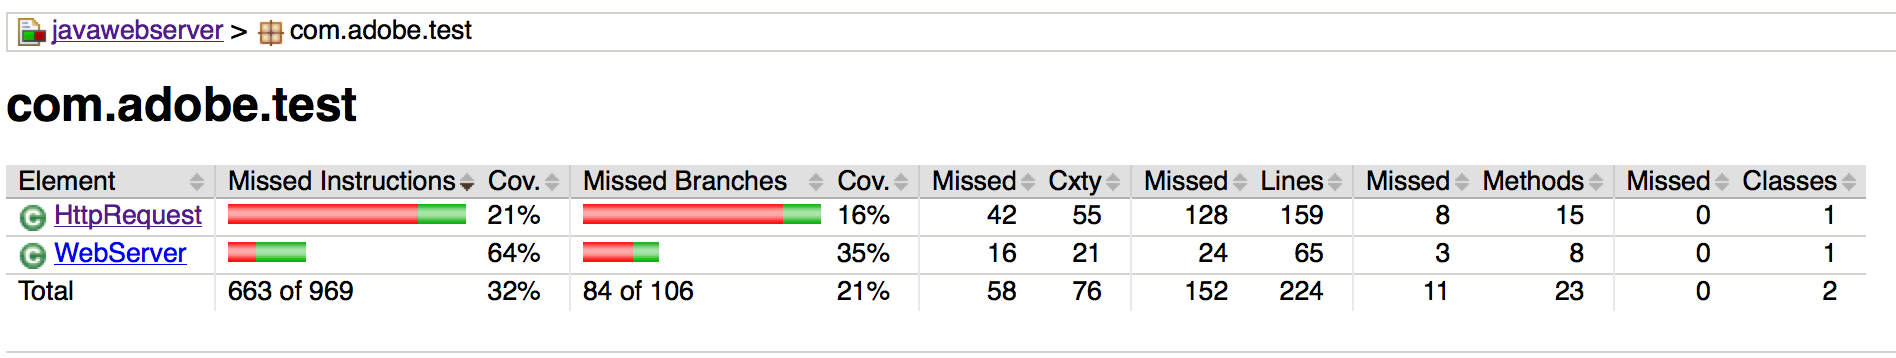 javawebserver > com.adobe.test
com.adobe.test
Element Missed Instructions Cov. Missed Branches Cov. Missed Cxty Missed Lines Missed Methods Missed Classes
C HttpRequest 21% 16% 42 55 128 159 8 15 0 1
C WebServer 64% 35% 16 21 24 65 3 8 0 1
Total 663 of 969 32% 84 of 106 21% 58 76 152 224 11 23 0 2